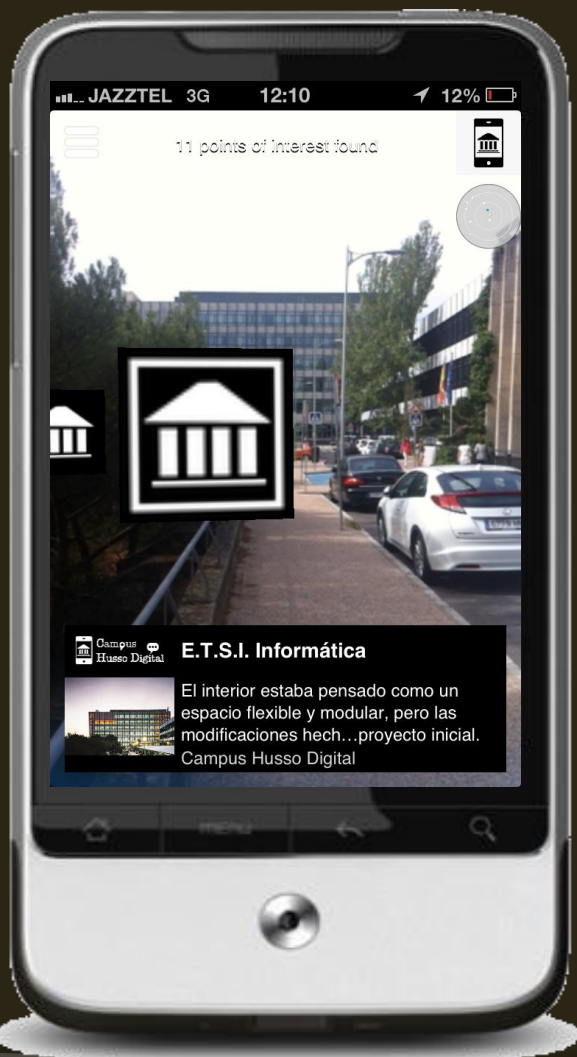 JAZZTEL 3G 12:10 12%
11 points of interest found
Campus
Husso Digital
E.T.S.I. Informática
El interior estaba pensado como un
espacio flexible y modular, pero las
modificaciones hech…proyecto inicial.
Campus Husso Digital
MENU